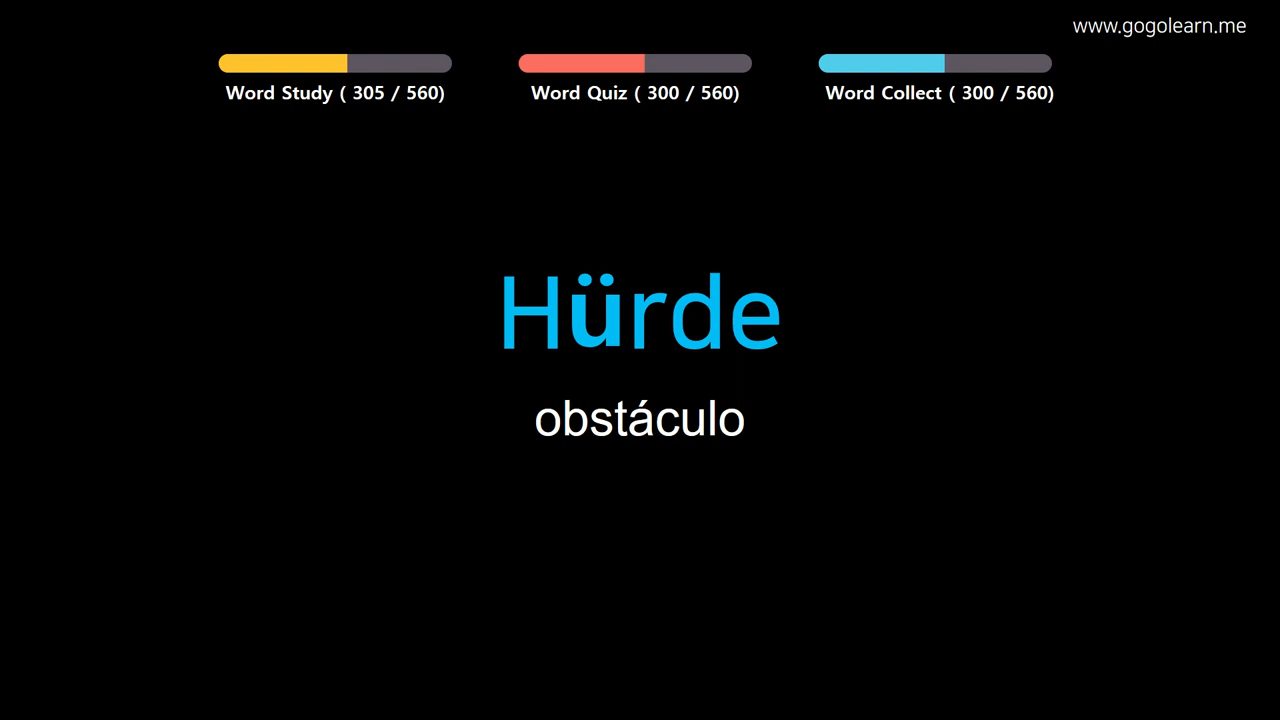 www.gogolearn.me
Word Study ( 305 / 560)
Word Quiz ( 300 / 560)
Word Collect ( 300 / 560)
Hürde
obstáculo